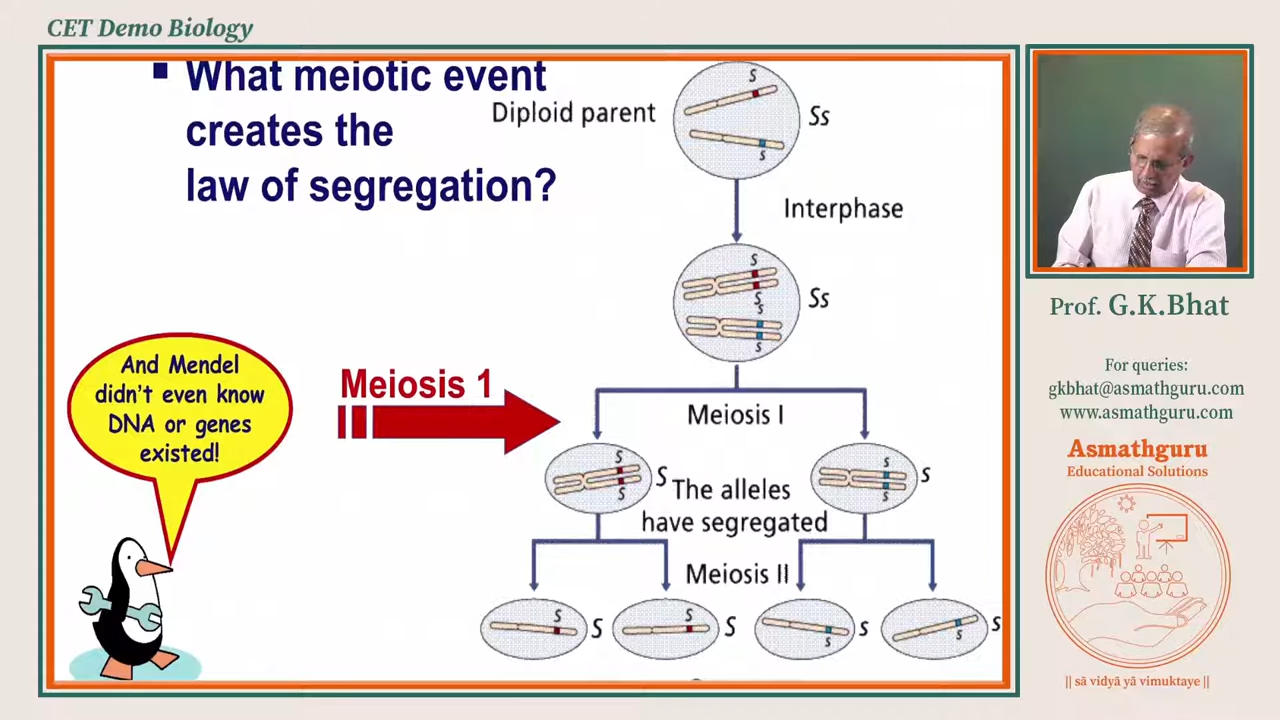 CET Demo Biology
▪ What meiotic event
creates the
law of segregation?
Diploid parent
S
s
Ss
Interphase
S
S
s
s
Ss
And Mendel
didn't even know
DNA or genes
existed!
Meiosis 1
Meiosis I
S
S
S
The alleles
have segregated
s
s
s
Meiosis II
S
S
S
S
s
s
s
s
Prof. G.K.Bhat
For queries:
gkbhat@asmathguru.com
www.asmathguru.com
Asmathguru
Educational Solutions
|| sā vidyā yā vimuktaye ||